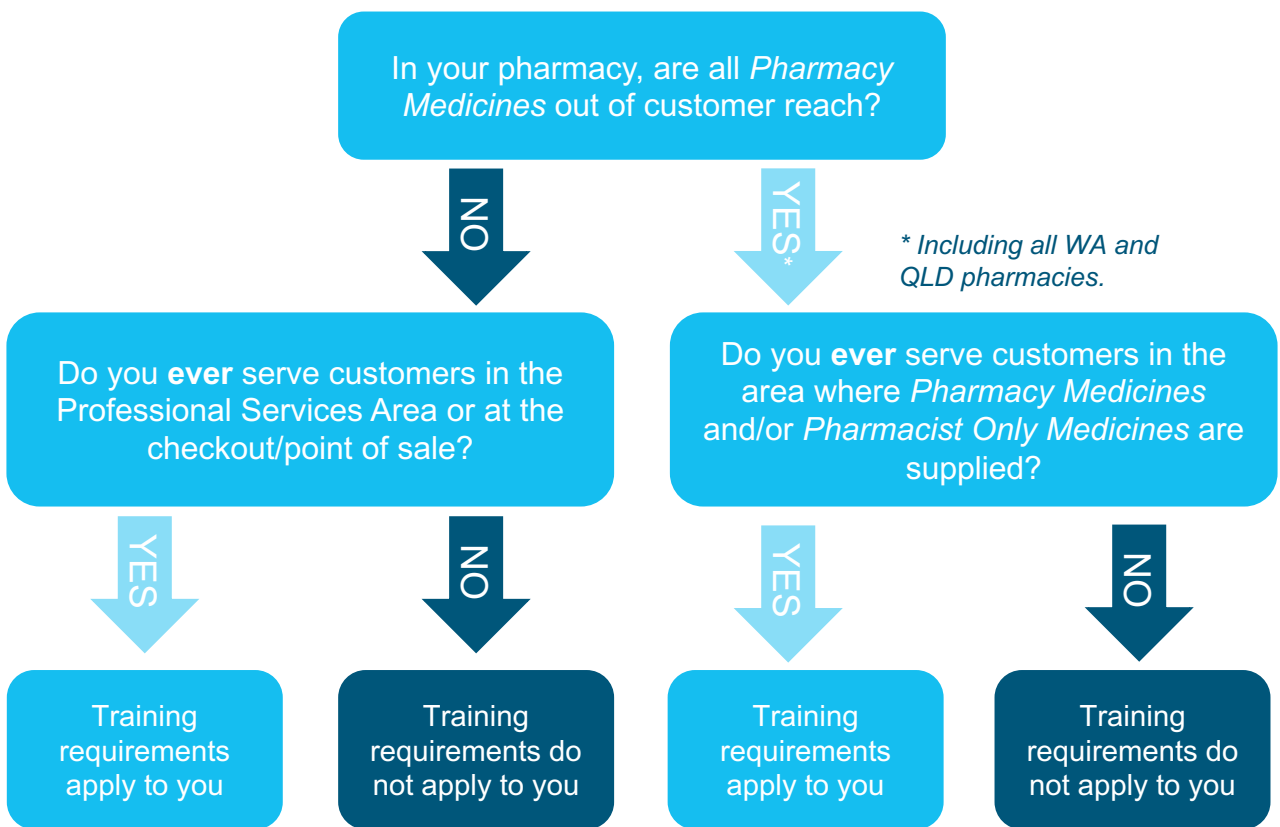 In your pharmacy, are all Pharmacy
Medicines out of customer reach?
NO
YES*
* Including all WA and
QLD pharmacies.
Do you ever serve customers in the
Professional Services Area or at the
checkout/point of sale?
Do you ever serve customers in the
area where Pharmacy Medicines
and/or Pharmacist Only Medicines are
supplied?
YES
NO
YES
NO
Training
requirements
apply to you
Training
requirements do
not apply to you
Training
requirements
apply to you
Training
requirements do
not apply to you